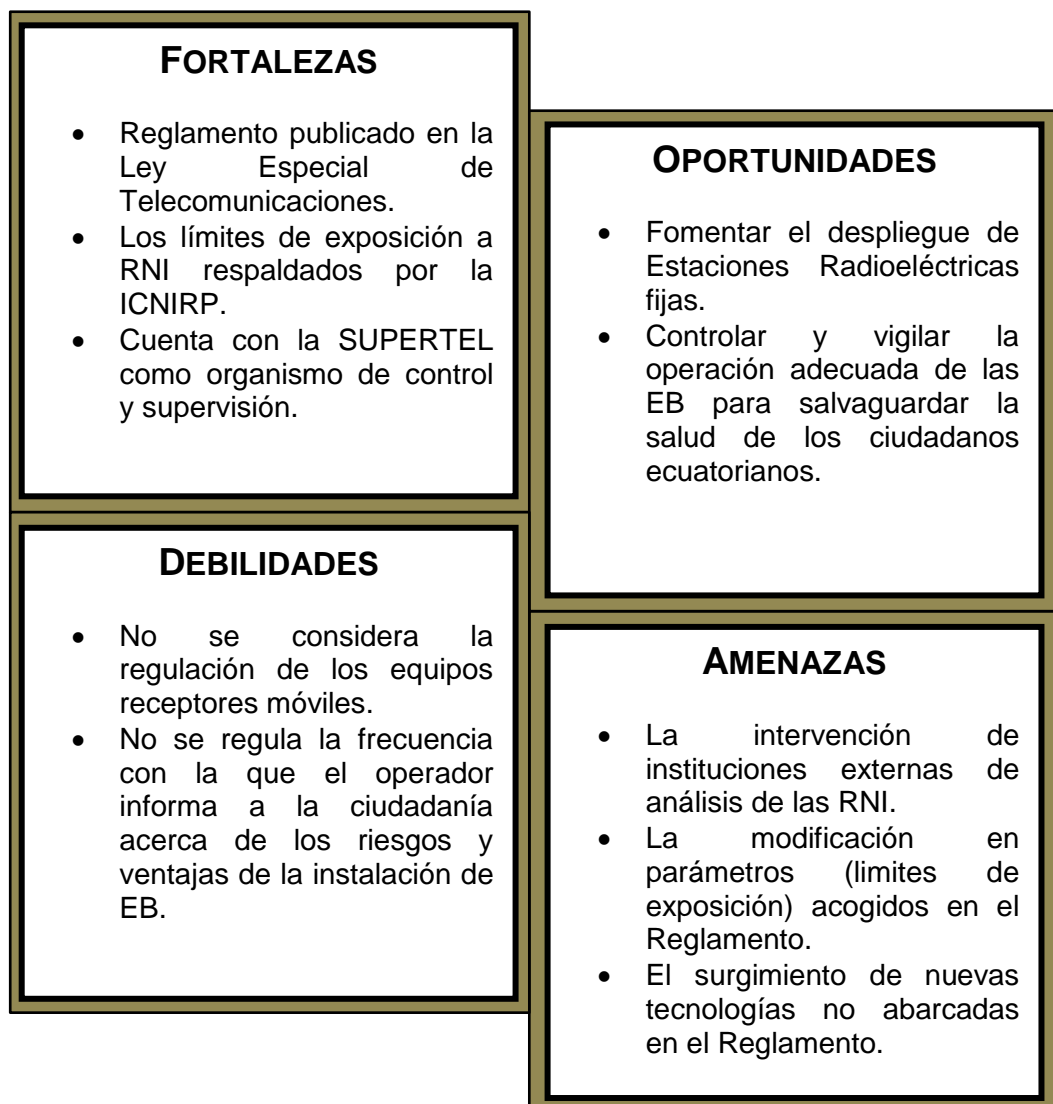 FORTALEZAS
• Reglamento publicado en la
Ley Especial de
Telecomunicaciones.
• Los límites de exposición a
RNI respaldados por la
ICNIRP.
• Cuenta con la SUPERTEL
como organismo de control
y supervisión.
OPORTUNIDADES
• Fomentar el despliegue de
Estaciones Radioeléctricas
fijas.
• Controlar y vigilar la
operación adecuada de las
EB para salvaguardar la
salud de los ciudadanos
ecuatorianos.
DEBILIDADES
• No se considera la
regulación de los equipos
receptores móviles.
• No se regula la frecuencia
con la que el operador
informa a la ciudadanía
acerca de los riesgos y
ventajas de la instalación de
EB.
AMENAZAS
• La intervención de
instituciones externas de
análisis de las RNI.
• La modificación en
parámetros (limites de
exposición) acogidos en el
Reglamento.
• El surgimiento de nuevas
tecnologías no abarcadas
en el Reglamento.